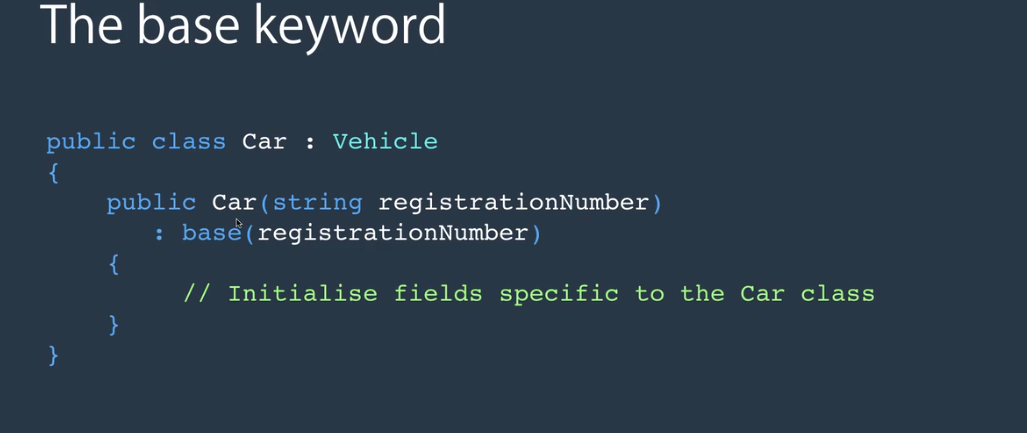 The base keyword
public class Car : Vehicle
{
public Car(string registrationNumber)
: base(registrationNumber)
{
// Initialise fields specific to the Car class
}
}